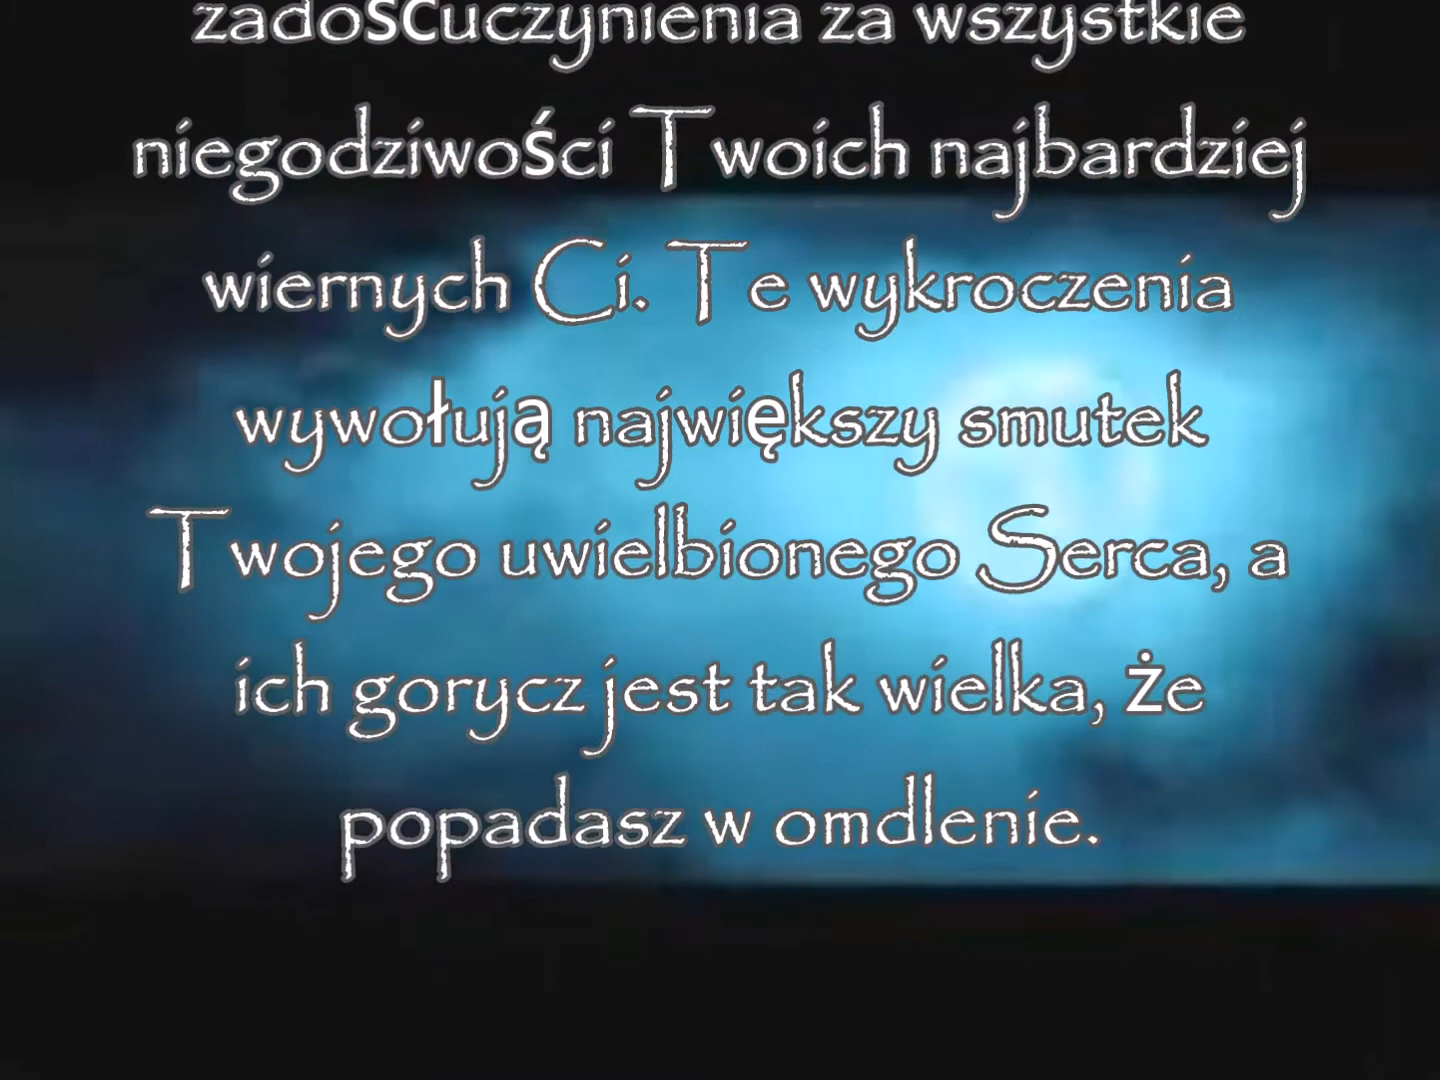 zadośćuczynienia za wszystkie
niegodziwości Twoich najbardziej
wiernych Ci. Te wykroczenia
wywołują największy smutek
Twojego uwielbionego Serca, a
ich gorycz jest tak wielka, że
popadasz w omdlenie.